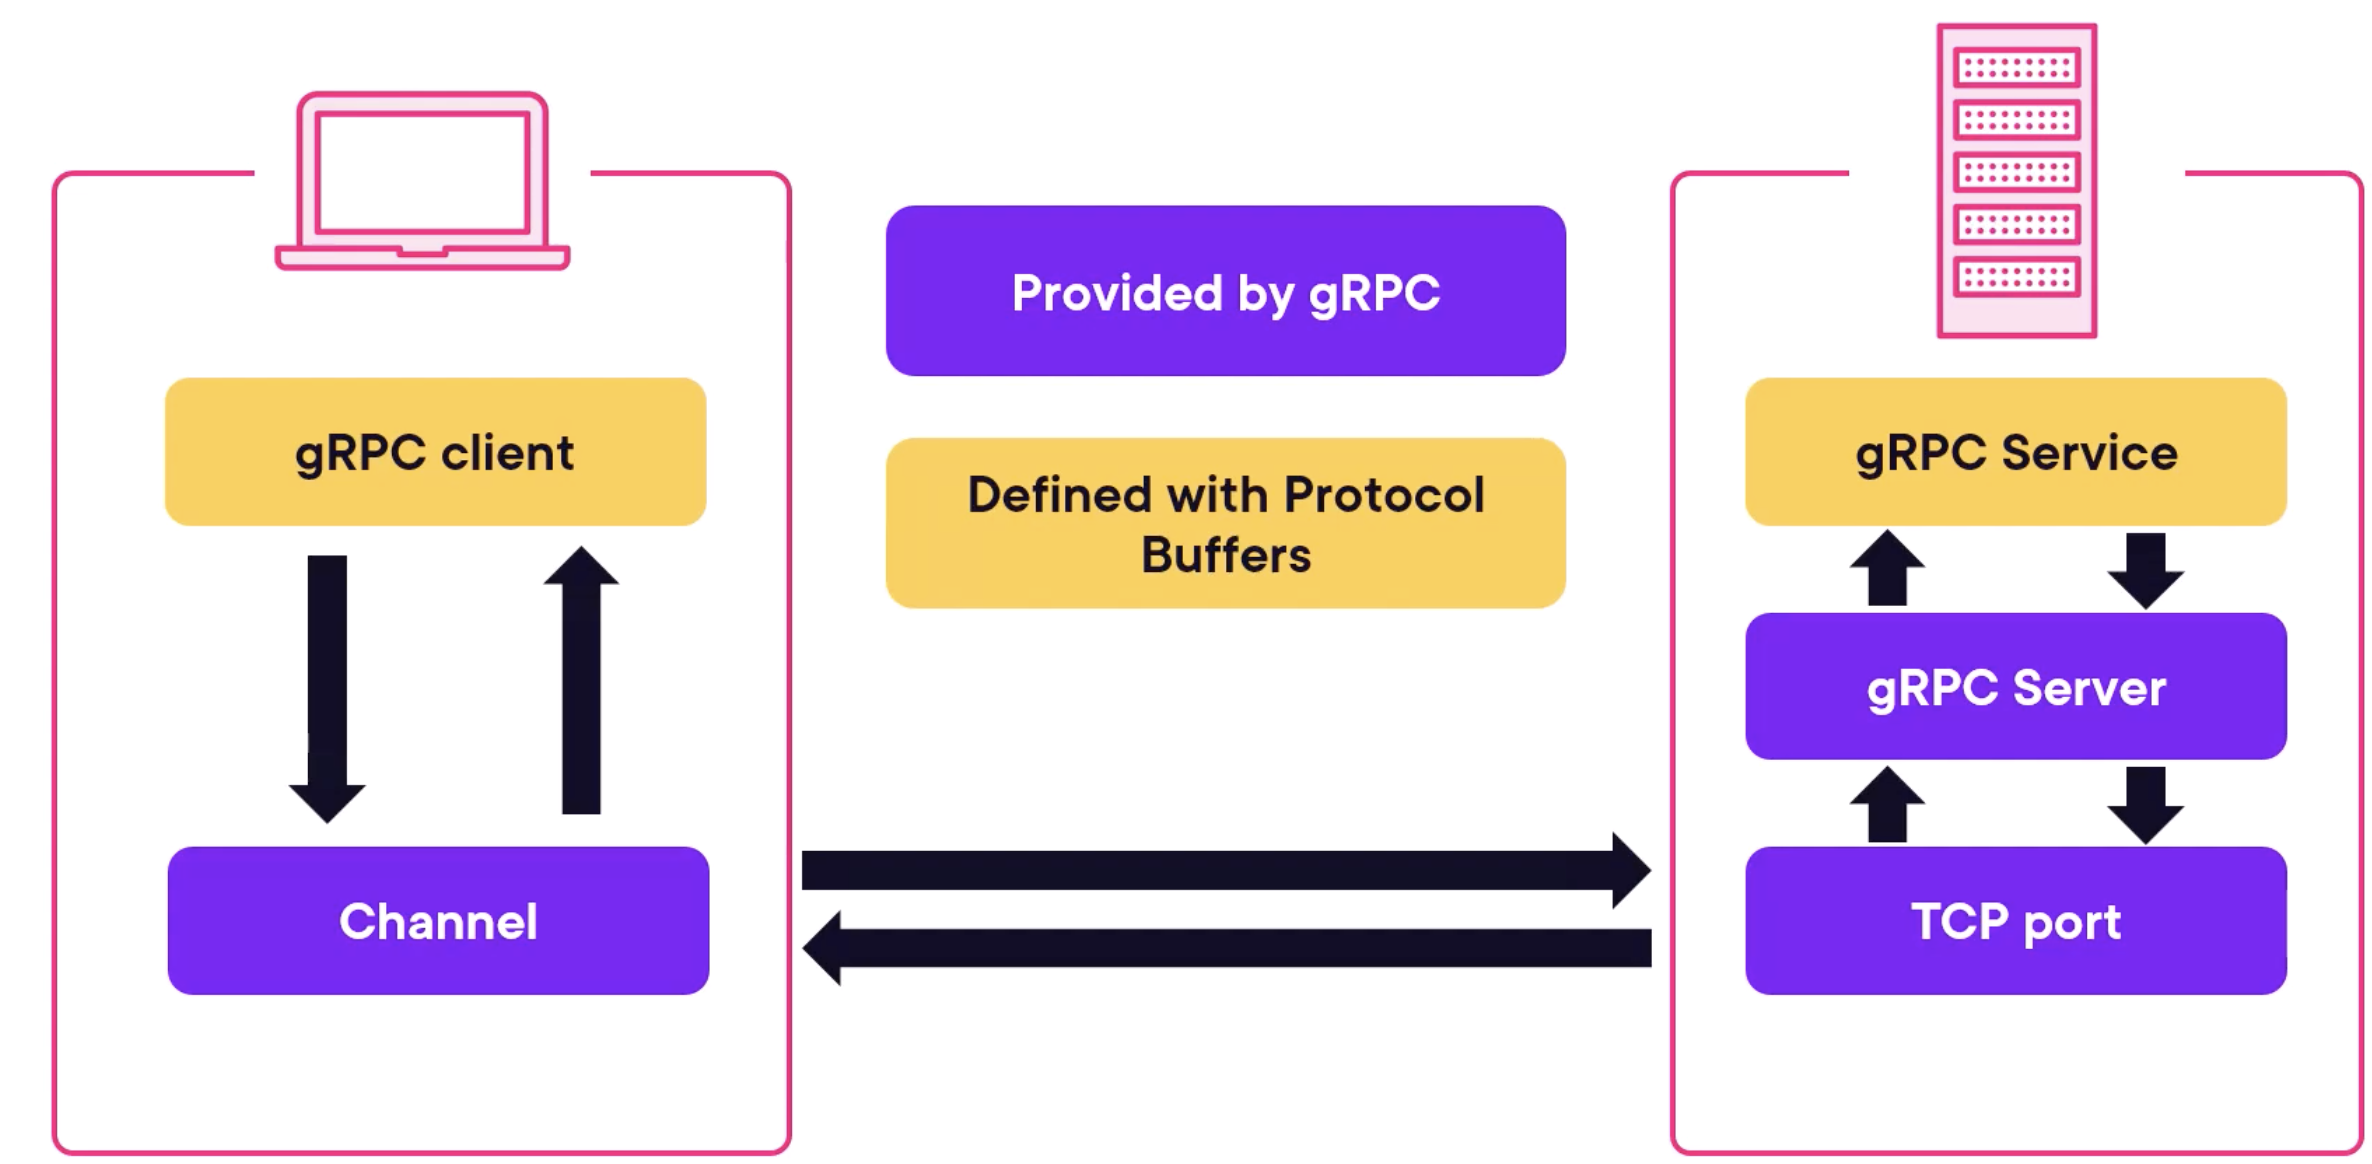 Provided by gRPC
gRPC client
Defined with Protocol
Buffers
gRPC Service
gRPC Server
Channel
TCP port